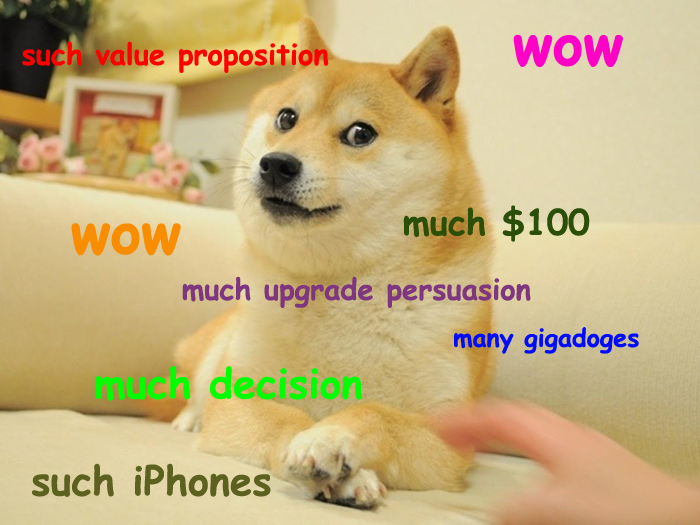 such value proposition
wow
much $100
wow
much upgrade persuasion
many gigadoges
much decision
such iPhones